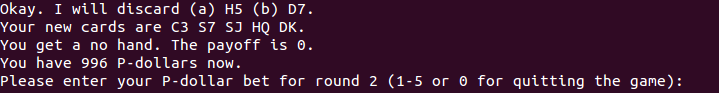 Okay. I will discard (a) H5 (b) D7.
Your new cards are C3 S7 SJ HQ DK.
You get a no hand. The payoff is 0.
You have 996 P-dollars now.
Please enter your P-dollar bet for round 2 (1-5 or 0 for quitting the game):